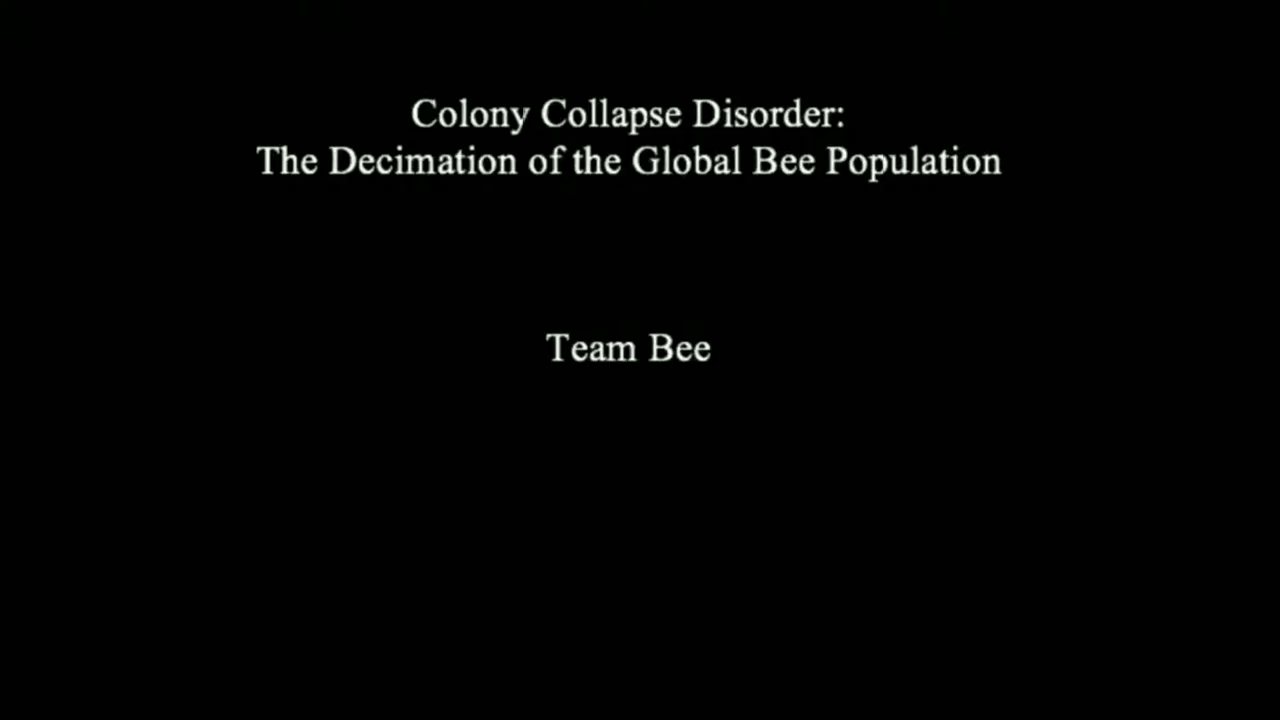 Colony Collapse Disorder:
The Decimation of the Global Bee Population
Team Bee